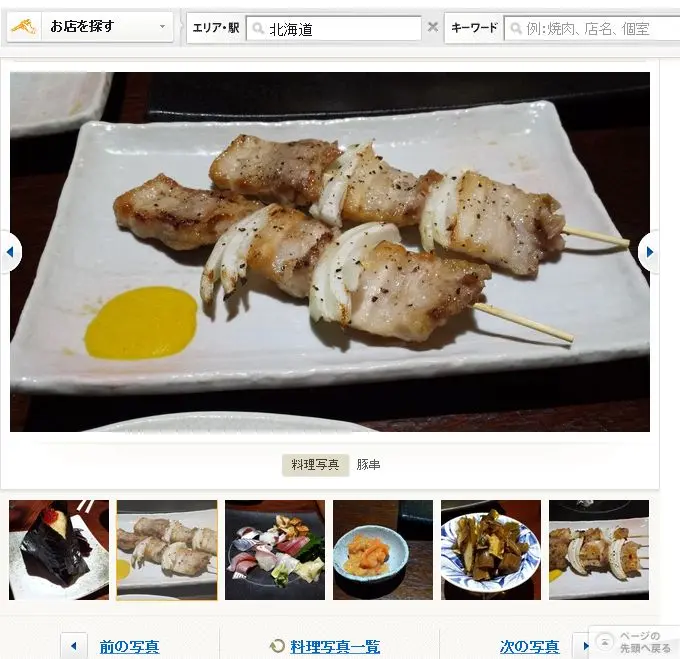 お店を探す
エリア・駅
北海道
キーワード
例:焼肉、店名、個室
料理写真 豚串
前の写真
料理写真一覧
次の写真
ページの
先頭へ戻る